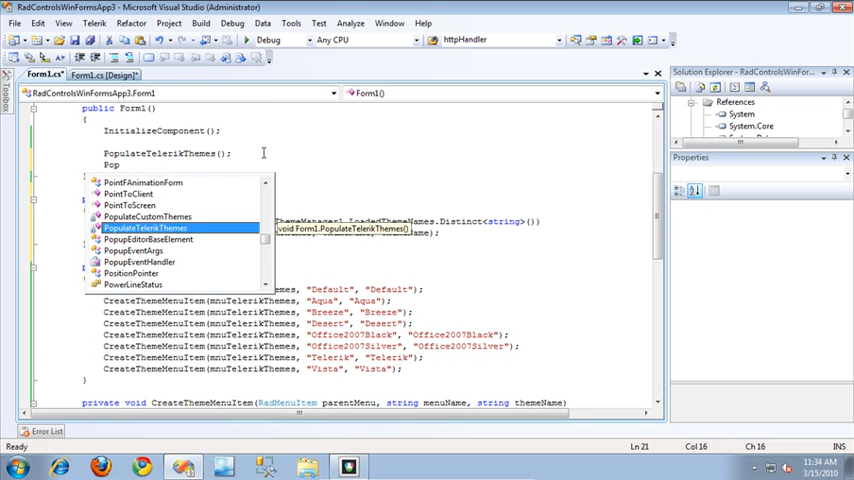 RadControlsWinFormsApp3 - Microsoft Visual Studio (Administrator)
File Edit View Telerik Refactor Project Build Debug Data Tools Test Analyze Window Help
Debug Any CPU httpHandler
Form1.cs* Form1.cs [Design]*
Toolbox
RadControlsWinFormsApp3.Form1 Form1()
public Form1()
{
InitializeComponent();
PopulateTelerikThemes();
Pop
PointFAnimationForm
PointToClient
PointToScreen
PopulateCustomThemes
PopulateTelerikThemes
PopupEditorBaseElement
PopupEventArgs
PopupEventHandler
PositionPointer
PowerLineStatus
void Form1.PopulateTelerikThemes()
LoadedThemeNames.Distinct<string>())
themeName);
CreateThemeMenuItem(mnuTelerikThemes, "Default", "Default");
CreateThemeMenuItem(mnuTelerikThemes, "Aqua", "Aqua");
CreateThemeMenuItem(mnuTelerikThemes, "Breeze", "Breeze");
CreateThemeMenuItem(mnuTelerikThemes, "Desert", "Desert");
CreateThemeMenuItem(mnuTelerikThemes, "Office2007Black", "Office2007Black");
CreateThemeMenuItem(mnuTelerikThemes, "Office2007Silver", "Office2007Silver");
CreateThemeMenuItem(mnuTelerikThemes, "Telerik", "Telerik");
CreateThemeMenuItem(mnuTelerikThemes, "Vista", "Vista");
}
private void CreateThemeMenuItem(RadMenuItem parentMenu, string menuName, string themeName)
Solution Explorer - RadControlsWinForm...
References
System
System.Core
Properties
Error List
Ready Ln 21 Col 16 Ch 16 INS
11:34 AM
3/15/2010